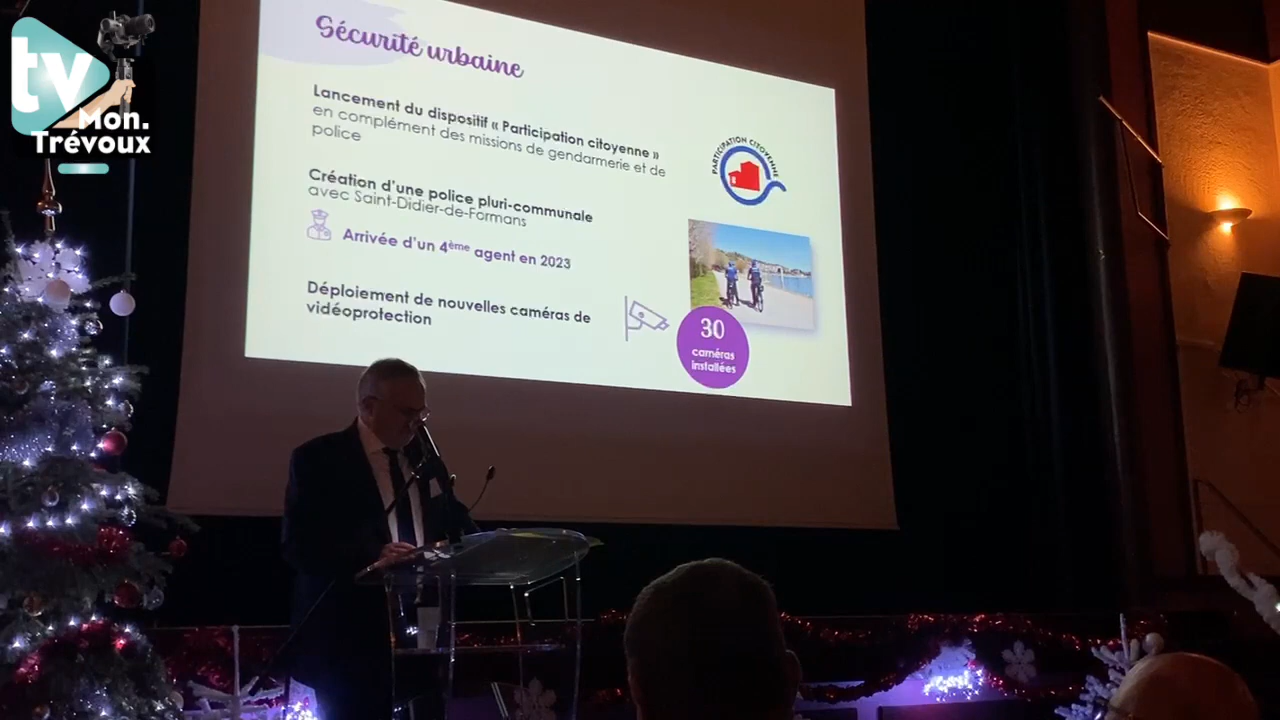 tv
Mon.
Trévoux
Sécurité urbaine
Lancement du dispositif « Participation citoyenne »
en complément des missions de gendarmerie et de
police
PARTICIPATION CITOYENNE
Création d'une police pluri-communale
avec Saint-Didier-de-Formans
Arrivée d'un 4ème agent en 2023
Déploiement de nouvelles caméras de
vidéoprotection
30
caméras
installées